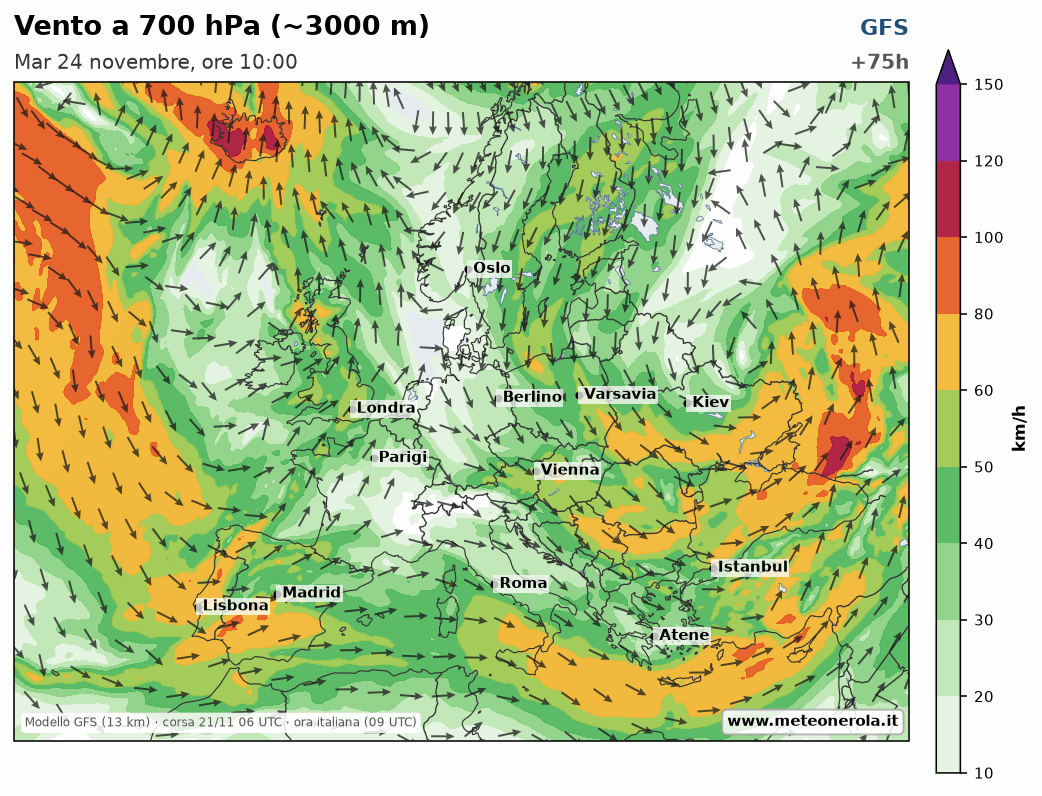 Vento a 700 hPa (~3000 m)
GFS
Mar 24 novembre, ore 10:00
+75h
150
120
100
80
60
50
40
30
20
10
km/h
Oslo
Berlino
Varsavia
Kiev
Londra
Parigi
Vienna
Istanbul
Roma
Madrid
Lisbona
Atene
Modello GFS (13 km) · corsa 21/11 06 UTC · ora italiana (09 UTC)
www.meteonerola.it